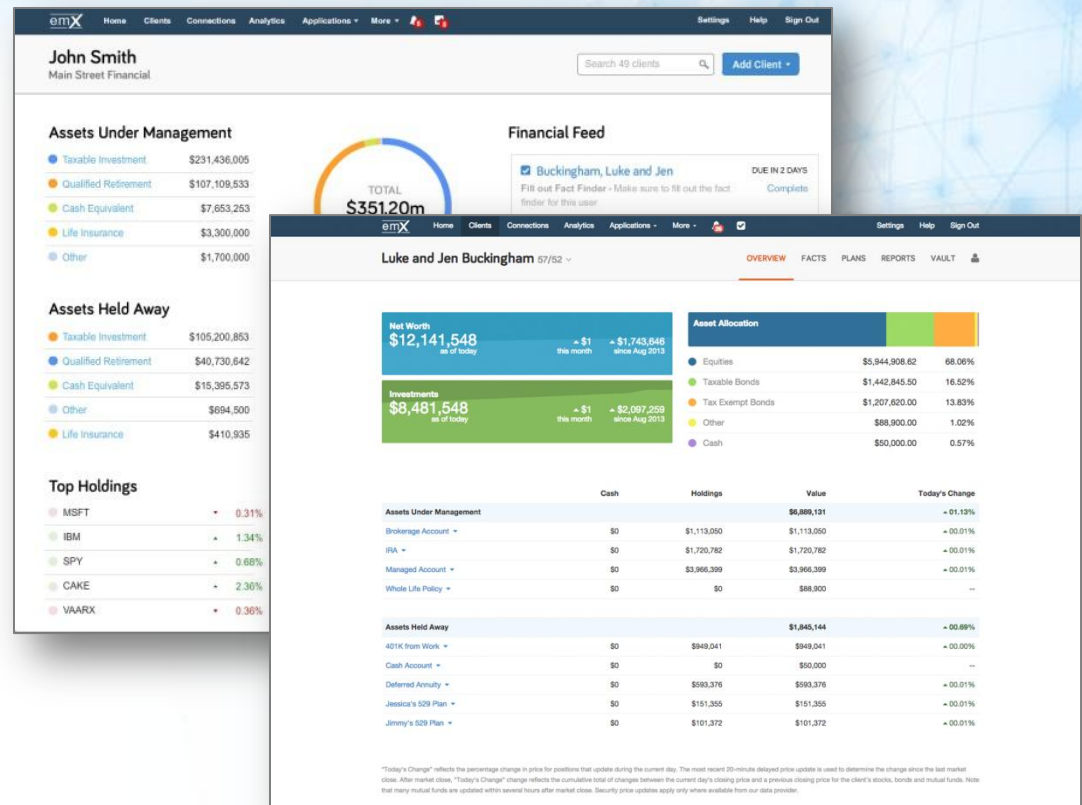 emX Home Clients Connections Analytics Applications More Settings Help Sign Out
John Smith
Main Street Financial
Search 49 clients
Add Client
Assets Under Management
Taxable Investment $231,436,005
Qualified Retirement $107,109,533
Cash Equivalent $7,653,253
Life Insurance $3,300,000
Other $1,700,000
TOTAL
$351.20m
Financial Feed
Buckingham, Luke and Jen DUE IN 2 DAYS
Fill out Fact Finder - Make sure to fill out the fact Complete
finder for this user
Assets Held Away
Taxable Investment $105,200,853
Qualified Retirement $40,730,642
Cash Equivalent $15,395,573
Other $694,500
Life Insurance $410,935
Top Holdings
MSFT 0.31%
IBM 1.34%
SPY 0.68%
CAKE 2.36%
VAARX 0.36%
emX Home Clients Connections Analytics Applications More Settings Help Sign Out
Luke and Jen Buckingham 57/52
OVERVIEW FACTS PLANS REPORTS VAULT
Net Worth
$12,141,548 $1 $1,743,646
as of today this month since Aug 2013
Investments
$8,481,548 $1 $2,097,259
as of today this month since Aug 2013
Asset Allocation
Equities $5,944,908.62 68.06%
Taxable Bonds $1,442,845.50 16.52%
Tax Exempt Bonds $1,207,620.00 13.83%
Other $88,900.00 1.02%
Cash $50,000.00 0.57%
Cash Holdings Value Today's Change
Assets Under Management $6,889,131 01.13%
Brokerage Account $0 $1,113,050 $1,113,050 00.01%
IRA $0 $1,720,782 $1,720,782 00.01%
Managed Account $0 $3,966,399 $3,966,399 00.01%
Whole Life Policy $0 $0 $88,900 --
Assets Held Away $1,845,144 00.69%
401K from Work $0 $949,041 $949,041 00.00%
Cash Account $0 $0 $50,000 --
Deferred Annuity $0 $593,376 $593,376 00.01%
Jessica's 529 Plan $0 $151,355 $151,355 00.01%
Jimmy's 529 Plan $0 $101,372 $101,372 00.01%
"Today's Change" reflects the percentage change in price for positions that update during the current day. The most recent 20-minute delayed price update is used to determine the change since the last market
close. After market close, "Today's Change" change reflects the cumulative total of changes between the current day's closing price and a previous closing price for the client's stocks, bonds and mutual funds. Note
that many mutual funds are updated within several hours after market close. Security price updates apply only where available from our data provider.